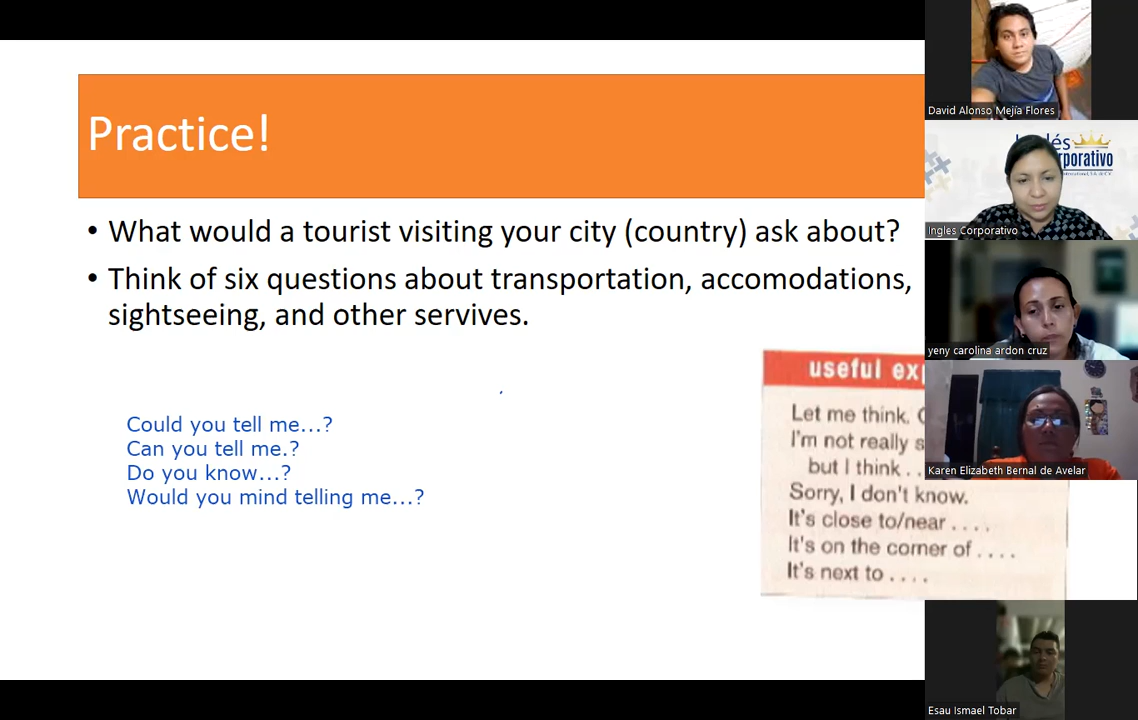 Practice!
• What would a tourist visiting your city (country) ask about?
• Think of six questions about transportation, accomodations,
sightseeing, and other servives.
Could you tell me...?
Can you tell me.?
Do you know...?
Would you mind telling me...?
useful
Let me think.
I'm not really
but I think . .
Sorry, I don't know.
It's close to/near . . . .
It's on the corner of . . . .
It's next to . . . .
David Alonso Mejía Flores
Inglés
Ingles Corporativo
yeny carolina ardon cruz
Karen Elizabeth Bernal de Avelar
Esau Ismael Tobar